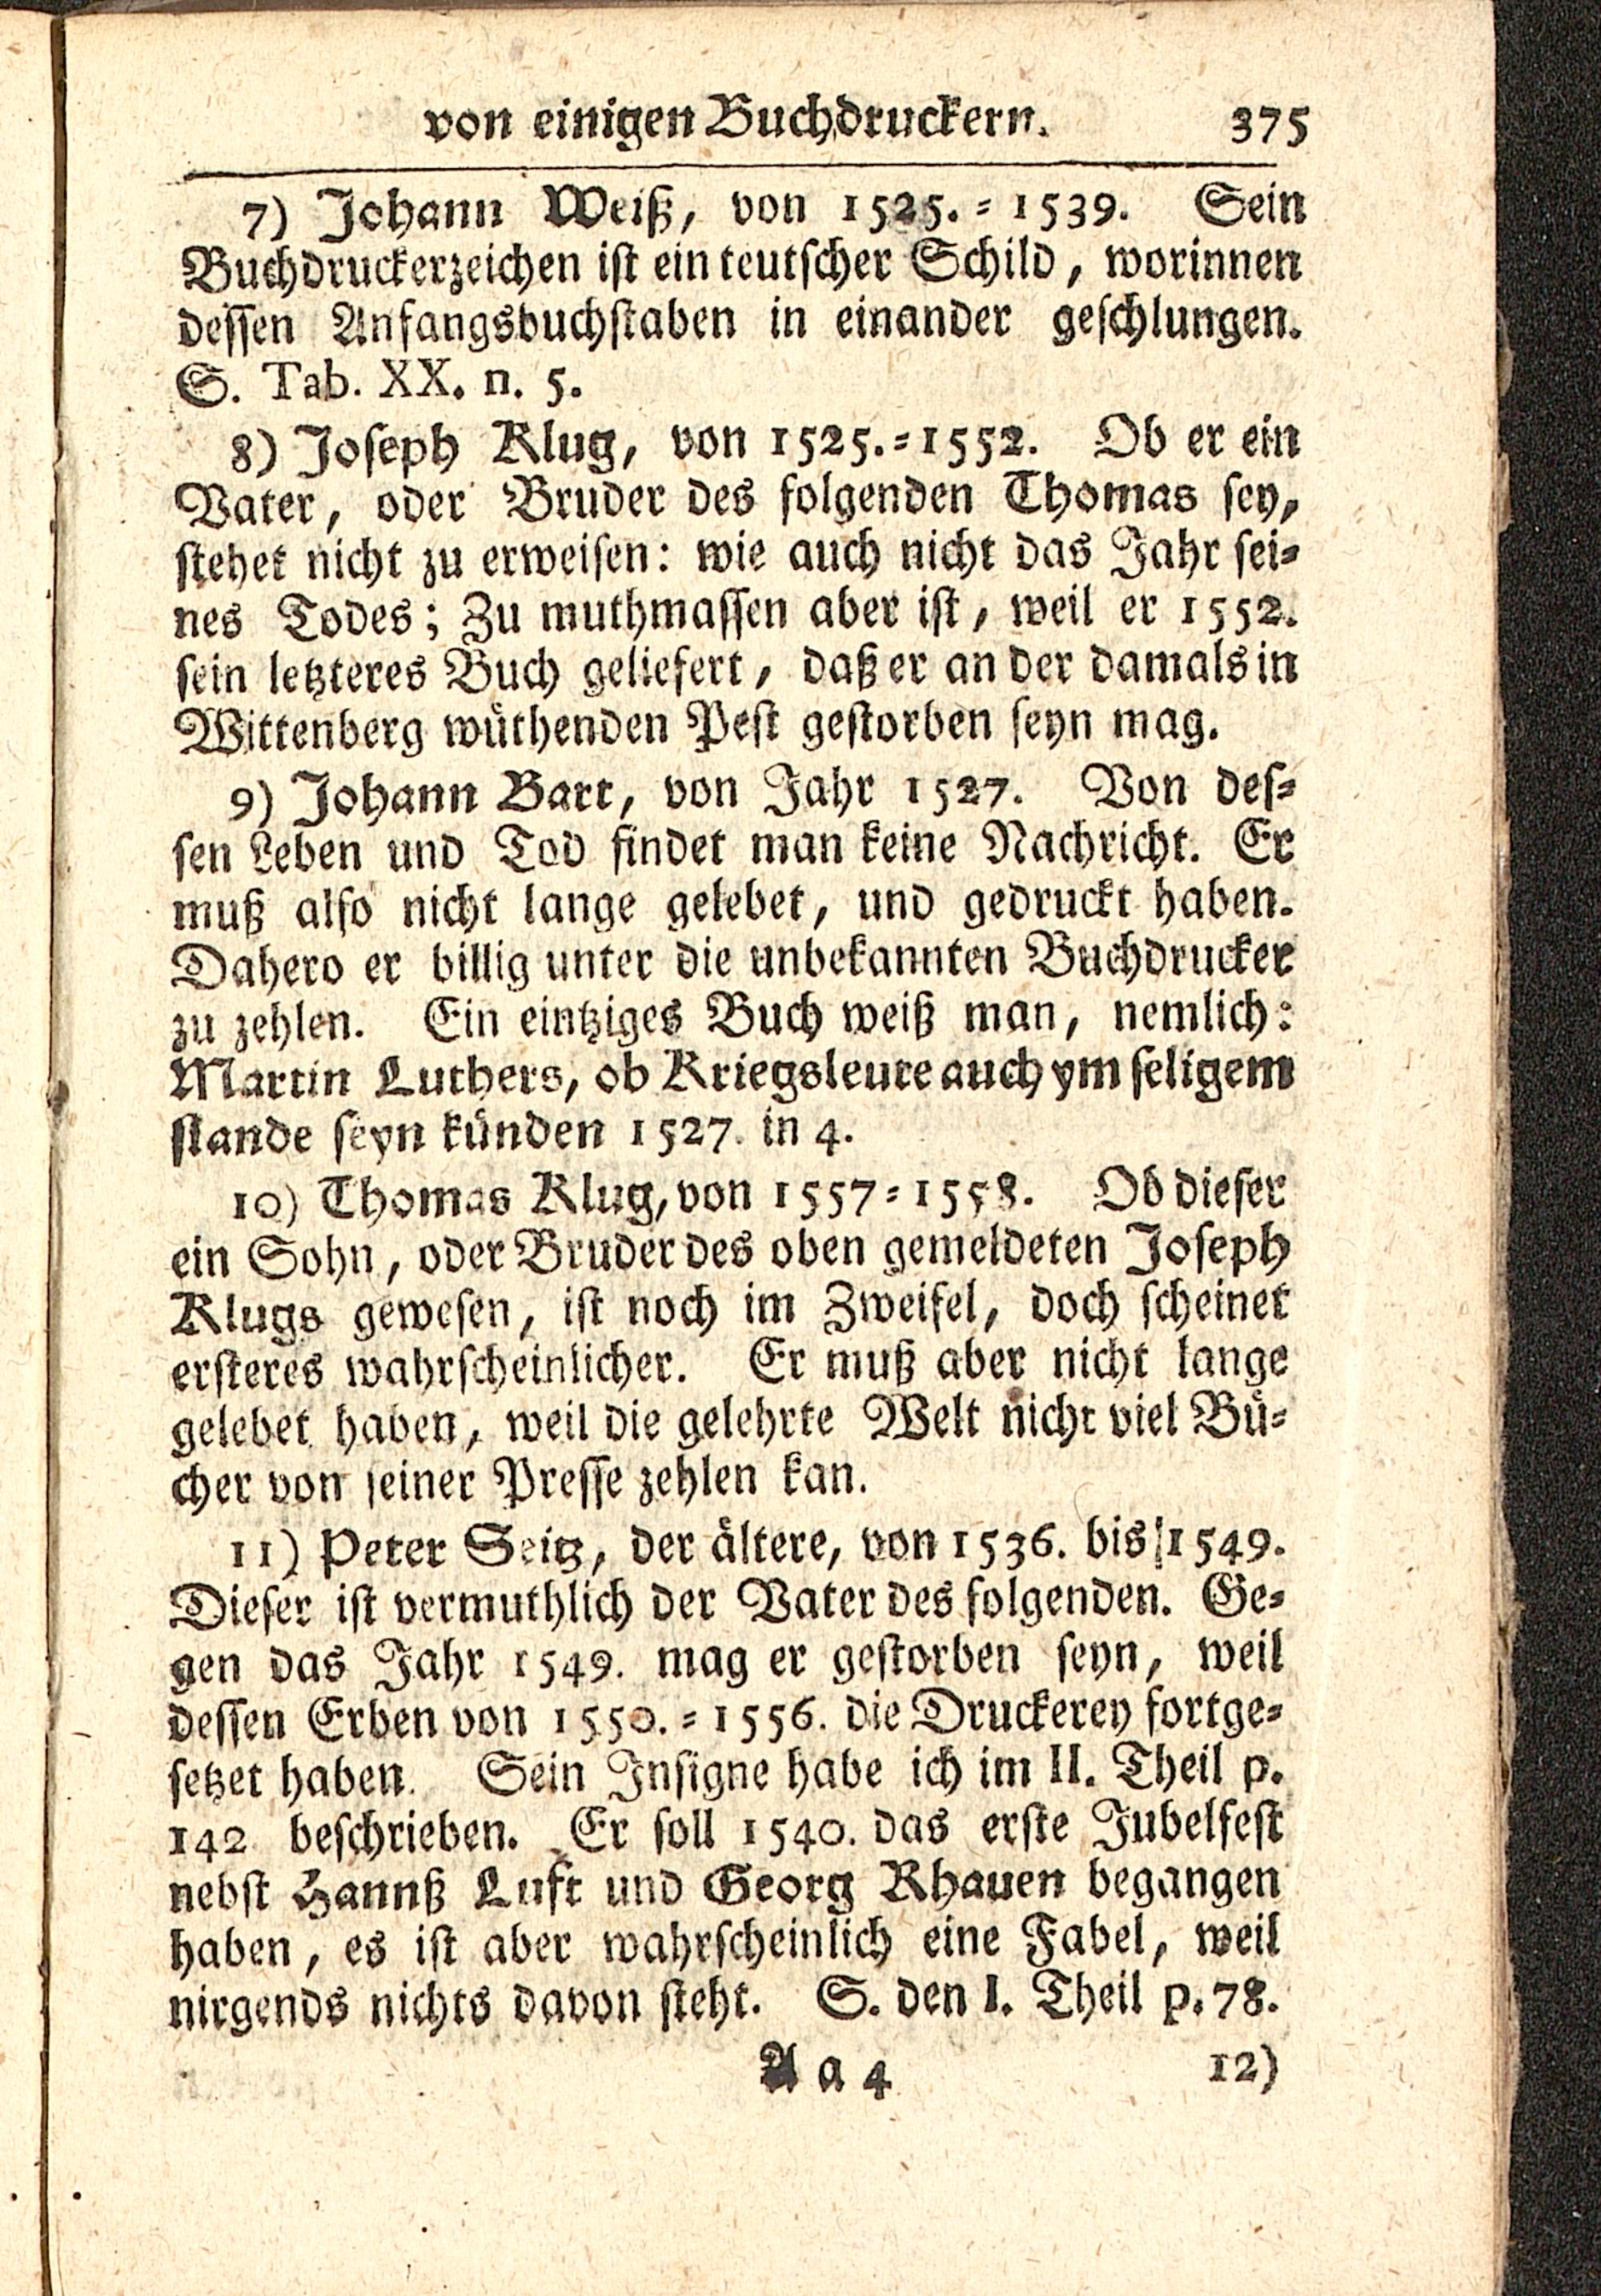 von einigen Buchdruckern. 375
7) Johann Weiß, von 1525.=1539. Sein
Buchdruckerzeichen ist ein teutscher Schild, worinnen
dessen Anfangsbuchstaben in einander geschlungen.
S. Tab. XX. n. 5.
8) Joseph Klug, von 1525.=1552. Ob er ein
Vater, oder Bruder des folgenden Thomas sey,
stehet nicht zu erweisen: wie auch nicht das Jahr sei=
nes Todes; Zu muthmassen aber ist, weil er 1552.
sein letzteres Buch geliefert, daß er an der damals in
Wittenberg wüthenden Pest gestorben seyn mag.
9) Johann Bart, von Jahr 1527. Von des=
sen Leben und Tod findet man keine Nachricht. Er
muß also nicht lange gelebet, und gedruckt haben.
Dahero er billig unter die unbekannten Buchdrucker
zu zehlen. Ein eintziges Buch weiß man, nemlich:
Martin Luthers, ob Kriegsleute auch ym seligem
stande seyn künden 1527. in 4.
10) Thomas Klug, von 1557=1558. Ob dieser
ein Sohn, oder Bruder des oben gemeldeten Joseph
Klugs gewesen, ist noch im Zweifel, doch scheinet
ersteres wahrscheinlicher. Er muß aber nicht lange
gelebet haben, weil die gelehrte Welt nicht viel Bü=
cher von seiner Presse zehlen kan.
11) Peter Seitz, der ältere, von 1536. bis 1549.
Dieser ist vermuthlich der Vater des folgenden. Ge=
gen das Jahr 1549. mag er gestorben seyn, weil
dessen Erben von 1550.=1556. die Druckerey fortge=
setzet haben. Sein Insigne habe ich im II. Theil p.
142 beschrieben. Er soll 1540. das erste Jubelfest
nebst Hannß Luft und Georg Rhauen begangen
haben, es ist aber wahrscheinlich eine Fabel, weil
nirgends nichts davon steht. S. den I. Theil p. 78.
A a 4 12)